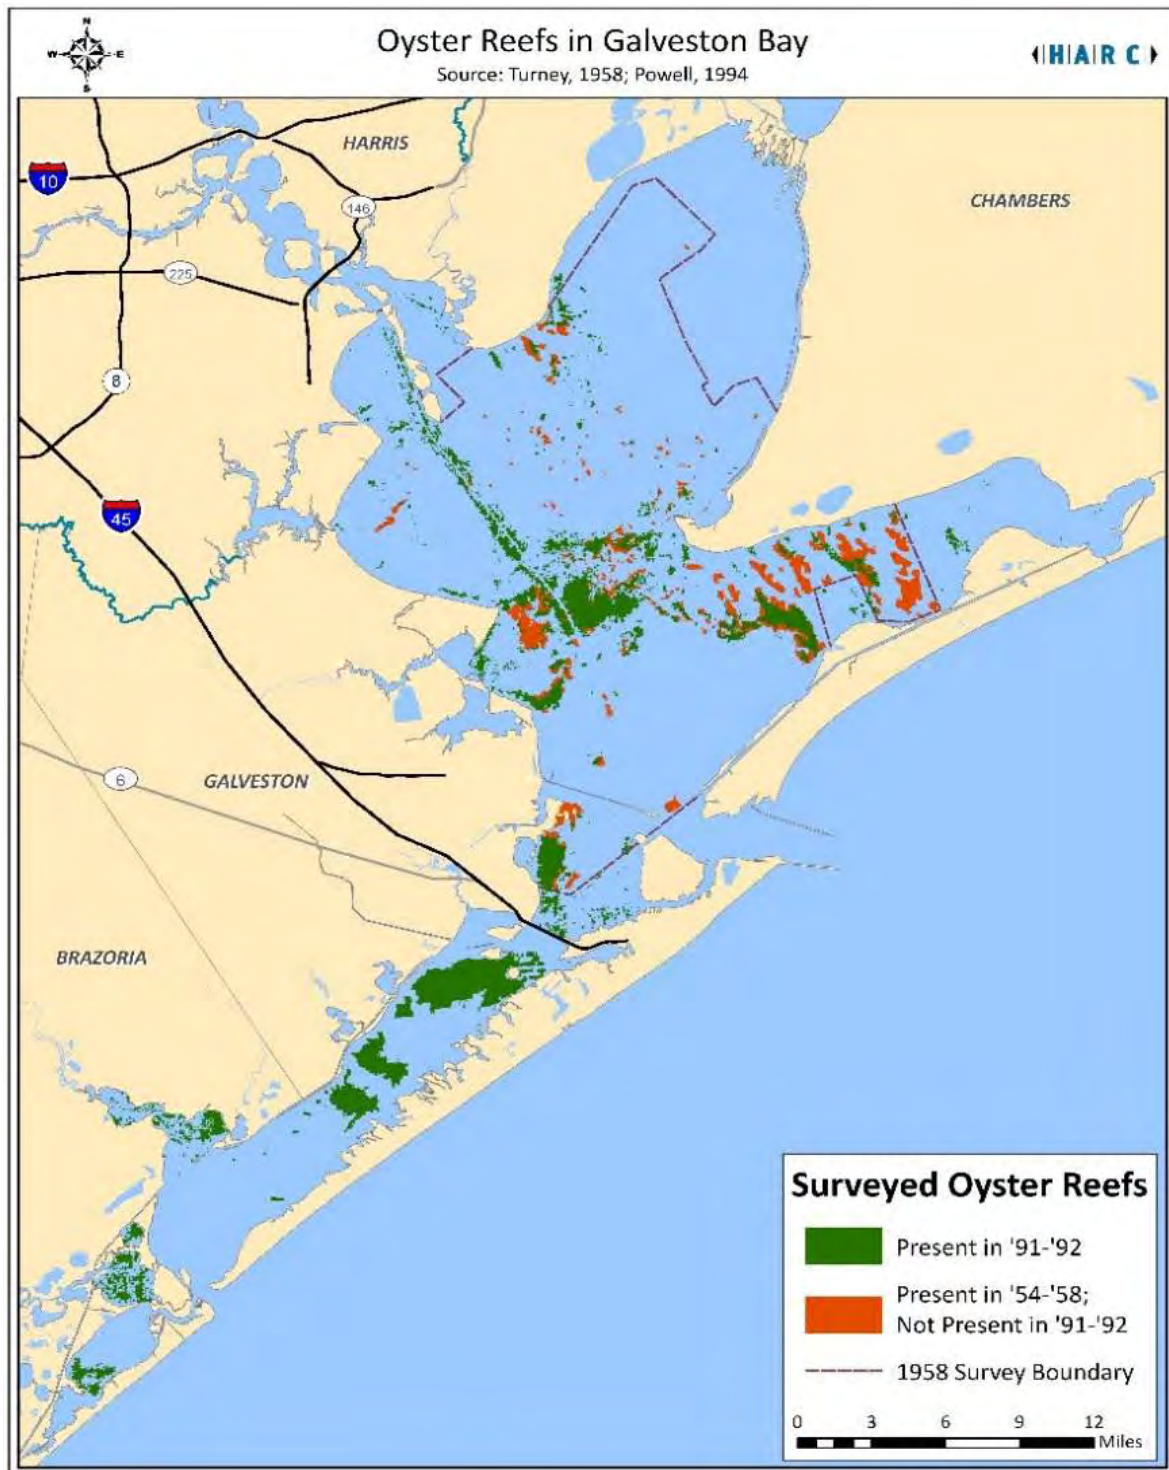 N
W
E
S
Oyster Reefs in Galveston Bay
Source: Turney, 1958; Powell, 1994
HARC
HARRIS
10
146
CHAMBERS
225
8
45
6
GALVESTON
BRAZORIA
Surveyed Oyster Reefs
Present in '91-'92
Present in '54-'58;
Not Present in '91-'92
1958 Survey Boundary
0 3 6 9 12
Miles